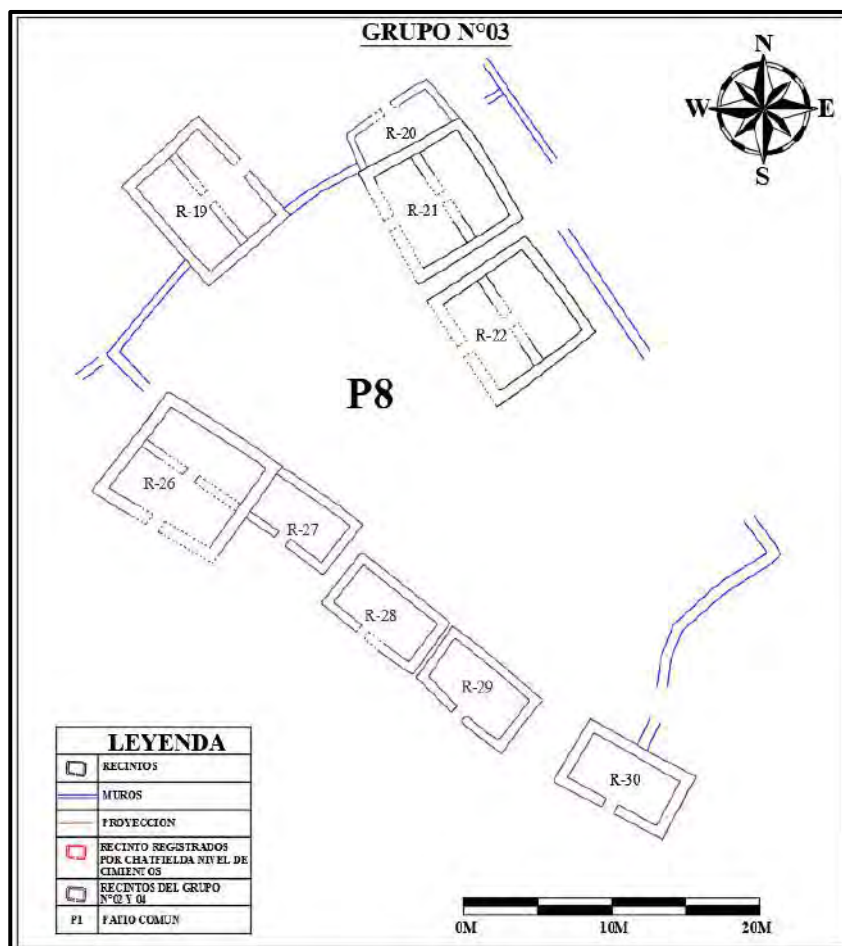 GRUPO N°03
N
W E
S
R-20
R-19
R-21
R-22
P8
R-26
R-27
R-28
R-29
R-30
LEYENDA
RECINTOS
MUROS
PROYECCION
RECINTO REGISTRADOS
POR CHATFIELDA NIVEL DE
CIMIENTOS
RECINTOS DEL GRUPO
N°02 Y 04
P1 PATIO COMUN
0M 10M 20M